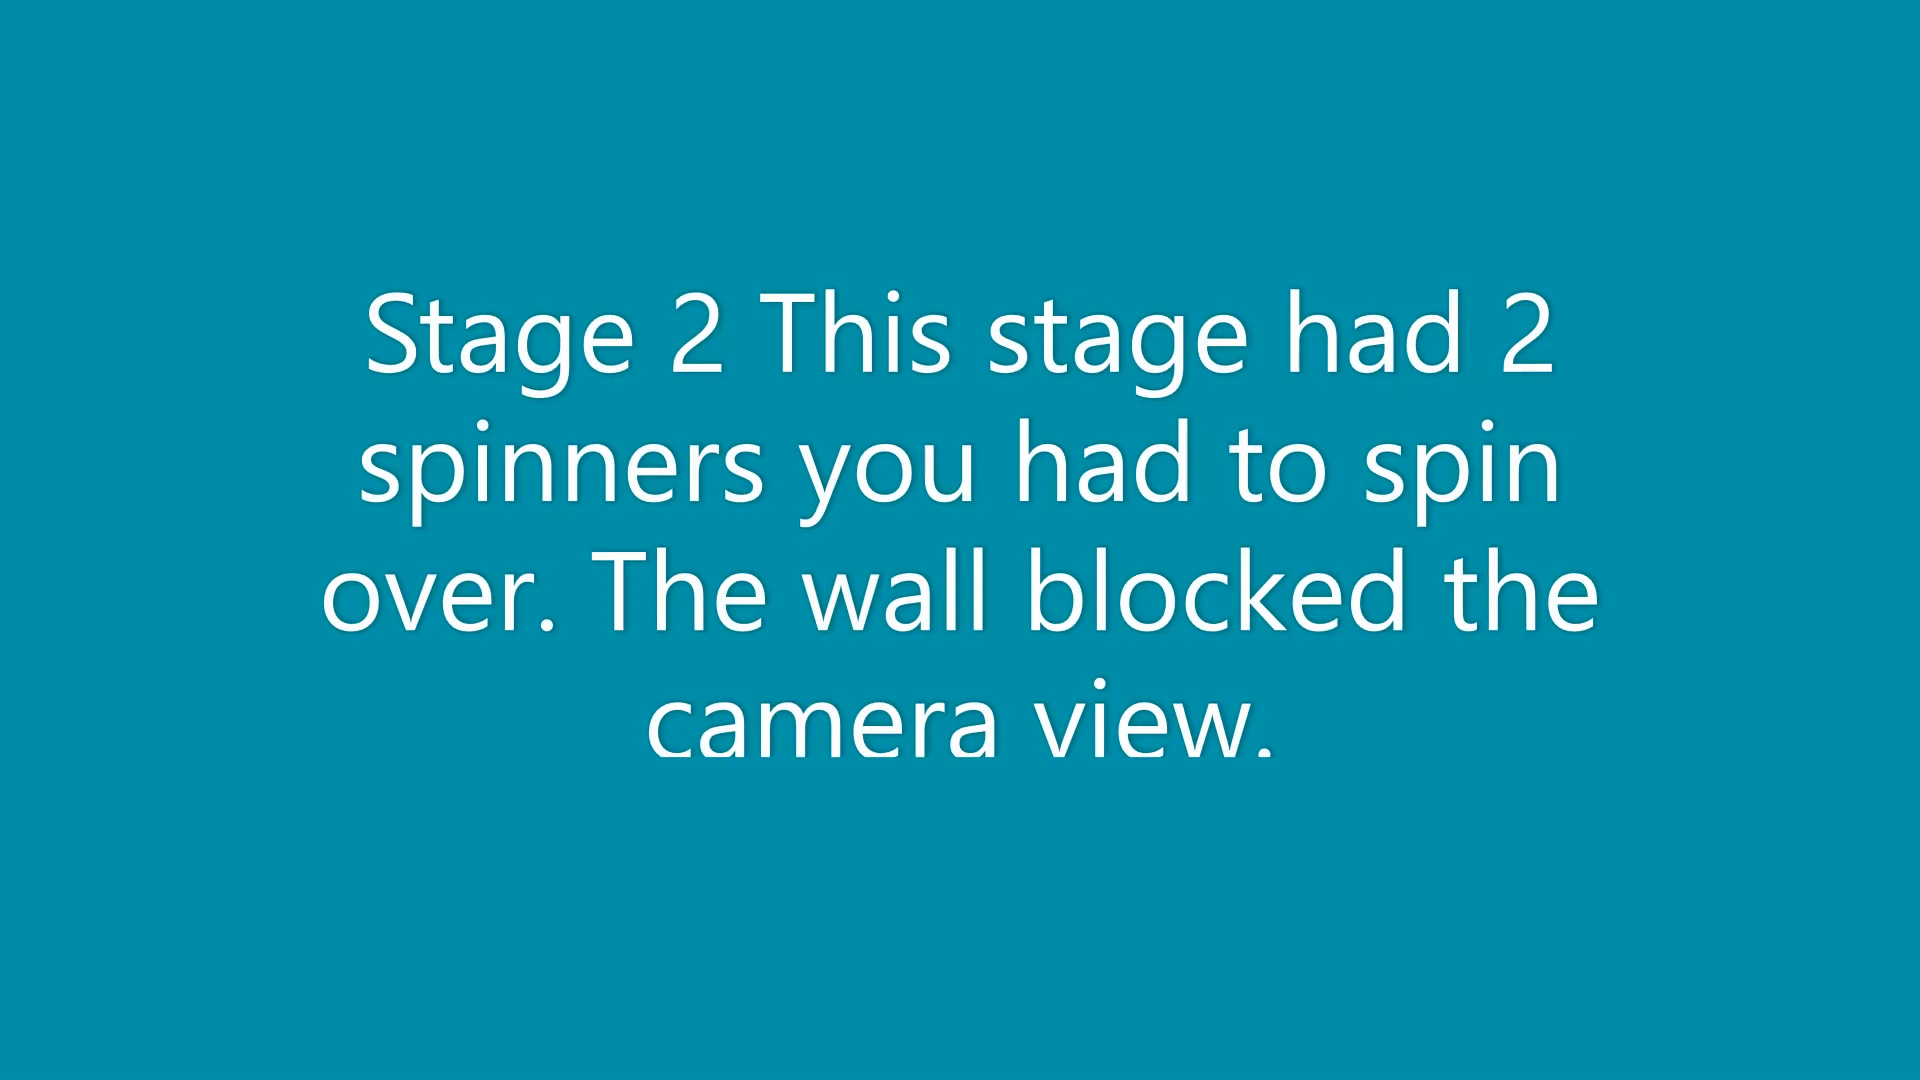 Stage 2 This stage had 2
spinners you had to spin
over. The wall blocked the
camera view.